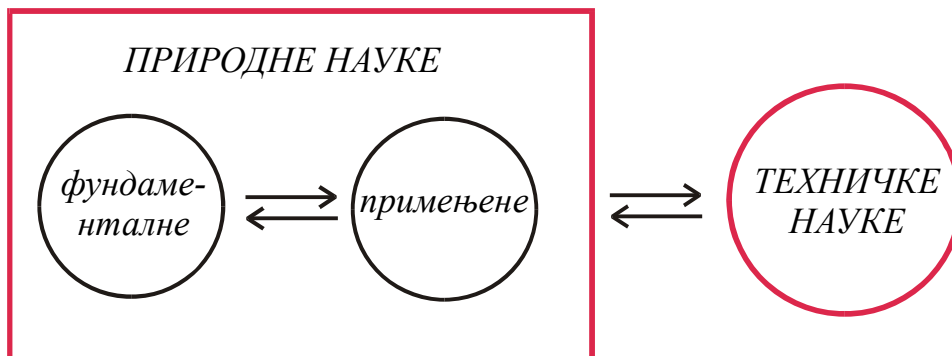 ПРИРОДНЕ НАУКЕ
фундаме-
нталне
примењене
ТЕХНИЧКЕ
НАУКЕ